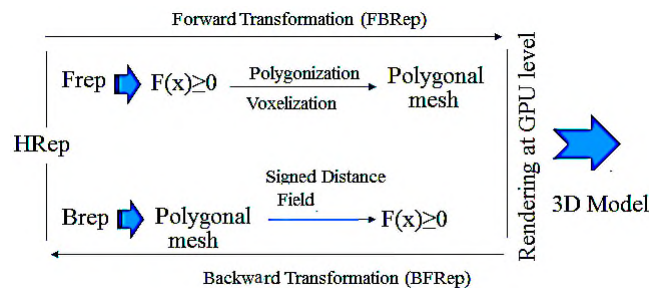 Forward Transformation (FBRep)
Frep
F(x)≥0
Polygonization
Voxelization
Polygonal
mesh
HRep
Brep
Polygonal
mesh
Signed Distance
Field
F(x)≥0
Backward Transformation (BFRep)
Rendering at GPU level
3D Model